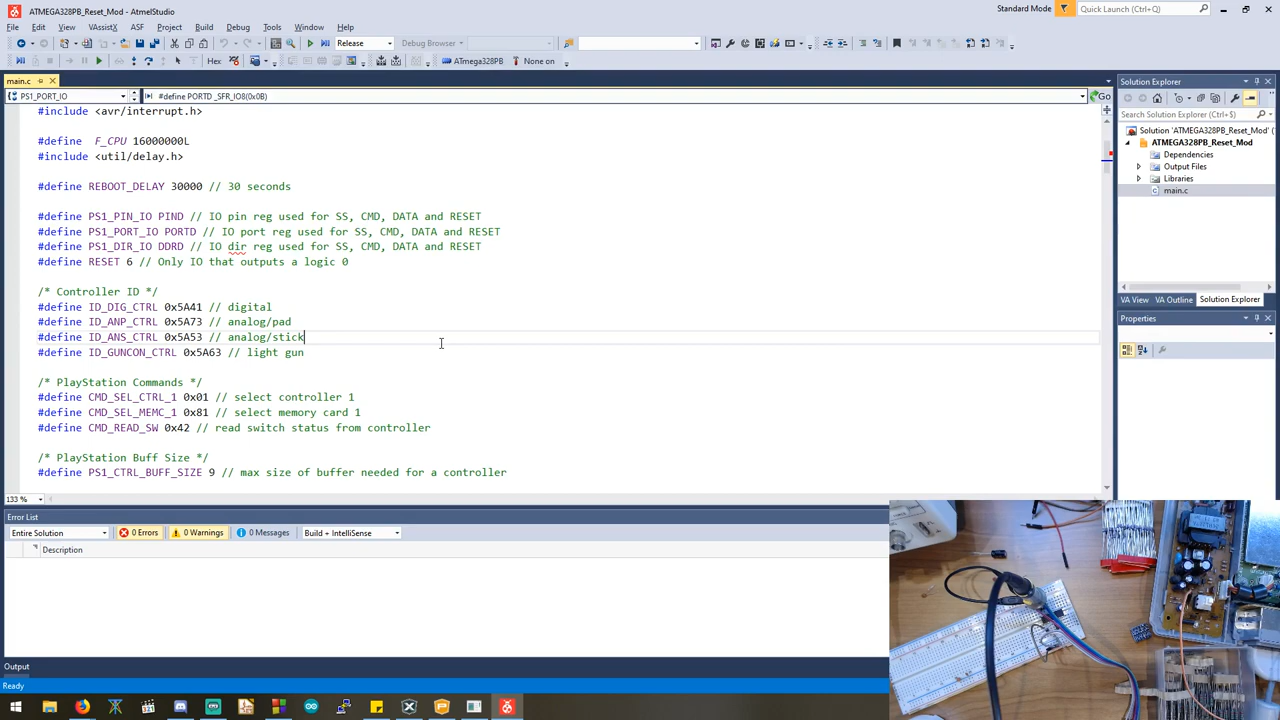 ATMEGA328PB_Reset_Mod - AtmelStudio
Standard Mode
Quick Launch (Ctrl+Q)
File Edit View VAssistX ASF Project Build Debug Tools Window Help
Release
Debug Browser
Hex
ATmega328PB
None on
main.c
PS1_PORT_IO
#define PORTD _SFR_IO8(0x0B)
Go
#include <avr/interrupt.h>
#define F_CPU 16000000L
#include <util/delay.h>
#define REBOOT_DELAY 30000 // 30 seconds
#define PS1_PIN_IO PIND // IO pin reg used for SS, CMD, DATA and RESET
#define PS1_PORT_IO PORTD // IO port reg used for SS, CMD, DATA and RESET
#define PS1_DIR_IO DDRD // IO dir reg used for SS, CMD, DATA and RESET
#define RESET 6 // Only IO that outputs a logic 0
/* Controller ID */
#define ID_DIG_CTRL 0x5A41 // digital
#define ID_ANP_CTRL 0x5A73 // analog/pad
#define ID_ANS_CTRL 0x5A53 // analog/stick
#define ID_GUNCON_CTRL 0x5A63 // light gun
/* PlayStation Commands */
#define CMD_SEL_CTRL_1 0x01 // select controller 1
#define CMD_SEL_MEMC_1 0x81 // select memory card 1
#define CMD_READ_SW 0x42 // read switch status from controller
/* PlayStation Buff Size */
#define PS1_CTRL_BUFF_SIZE 9 // max size of buffer needed for a controller
133 %
Solution Explorer
Search Solution Explorer (Ctrl+$)
Solution 'ATMEGA328PB_Reset_Mod' (1
ATMEGA328PB_Reset_Mod
Dependencies
Output Files
Libraries
main.c
VA View VA Outline Solution Explorer
Properties
Error List
Entire Solution
0 Errors
0 Warnings
0 Messages
Build + IntelliSense
Description
Output
Ready